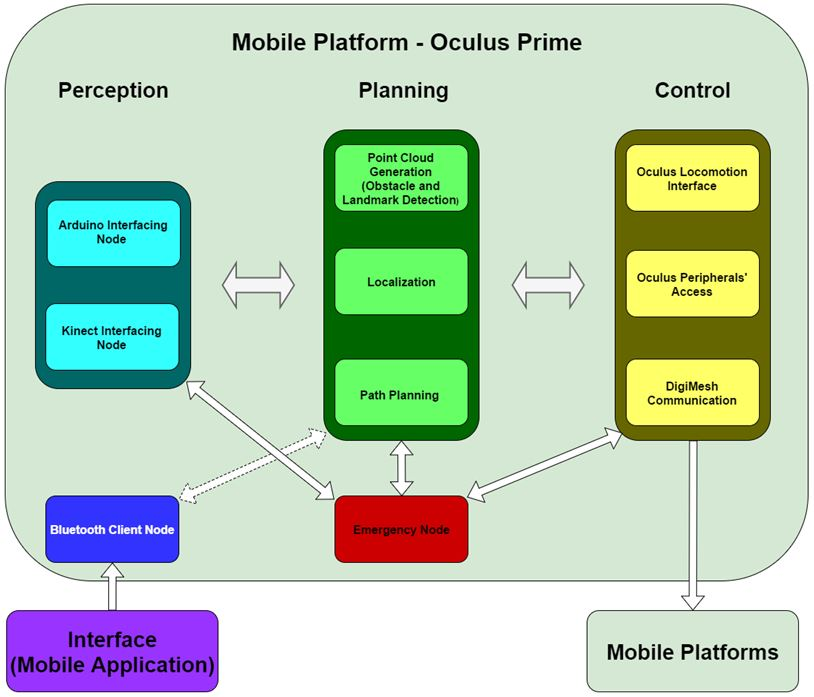 Mobile Platform - Oculus Prime
Perception
Planning
Control
Arduino Interfacing
Node
Kinect Interfacing
Node
Point Cloud
Generation
(Obstacle and
Landmark Detection)
Localization
Path Planning
Oculus Locomotion
Interface
Oculus Peripherals'
Access
DigiMesh
Communication
Bluetooth Client Node
Emergency Node
Interface
(Mobile Application)
Mobile Platforms